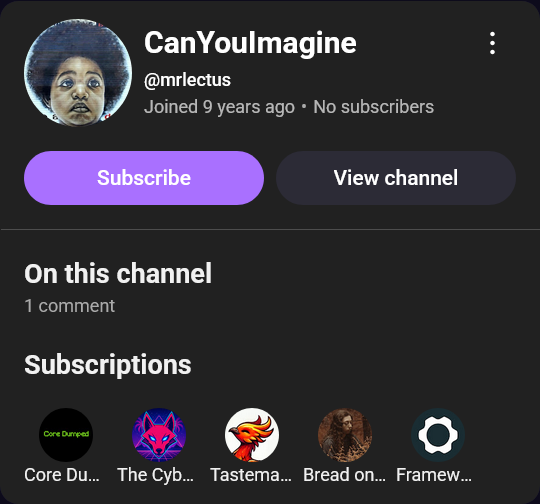 CanYouImagine
@mrlectus
Joined 9 years ago • No subscribers
Subscribe
View channel
On this channel
1 comment
Subscriptions
Core Dumped
Core Du...
The Cyb...
Tastema...
Bread on...
Framew...